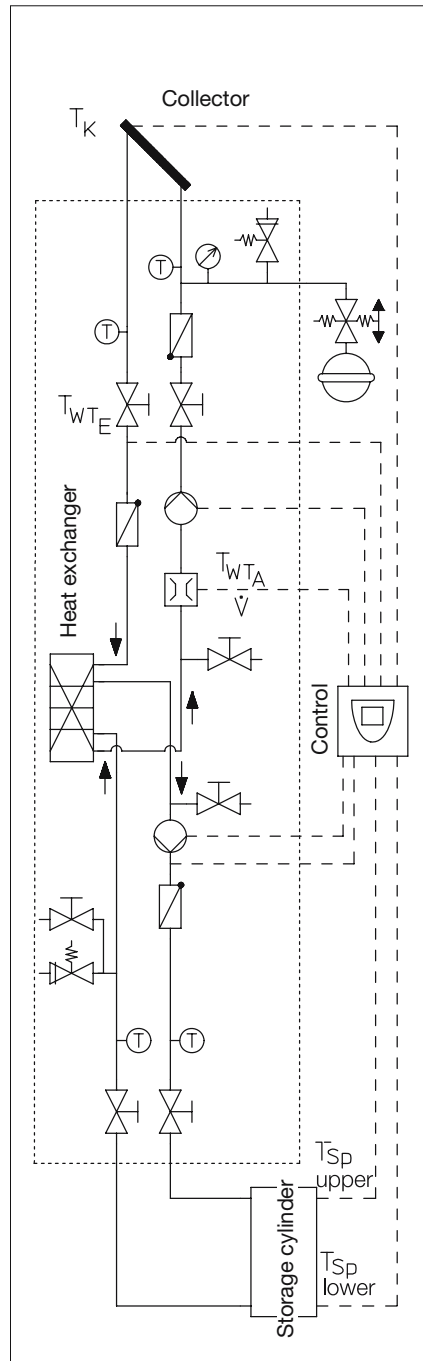 Collector
T_K
T
T
T_WT_E
Heat exchanger
T_WT_A
V̇
Control
T
T
T_Sp
upper
Storage cylinder
T_Sp
lower